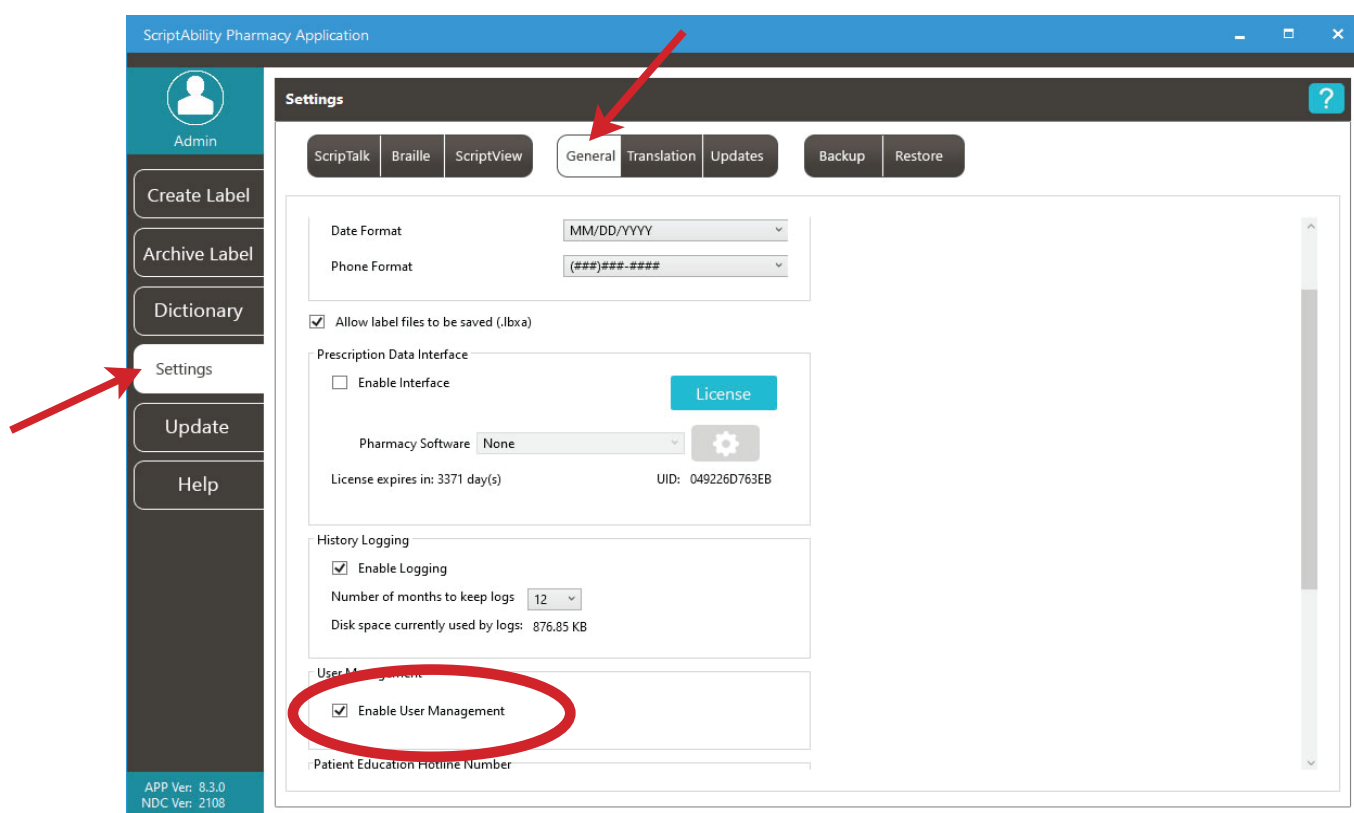 ScriptAbility Pharmacy Application
Admin
Create Label
Archive Label
Dictionary
Settings
Update
Help
APP Ver: 8.3.0
NDC Ver: 2108
Settings
?
ScripTalk Braille ScriptView General Translation Updates Backup Restore
Date Format MM/DD/YYYY
Phone Format (###)###-####
Allow label files to be saved (.lbxa)
Prescription Data Interface
Enable Interface
License
Pharmacy Software None
License expires in: 3371 day(s) UID: 049226D763EB
History Logging
Enable Logging
Number of months to keep logs 12
Disk space currently used by logs: 876.85 KB
User Management
Enable User Management
Patient Education Hotline Number